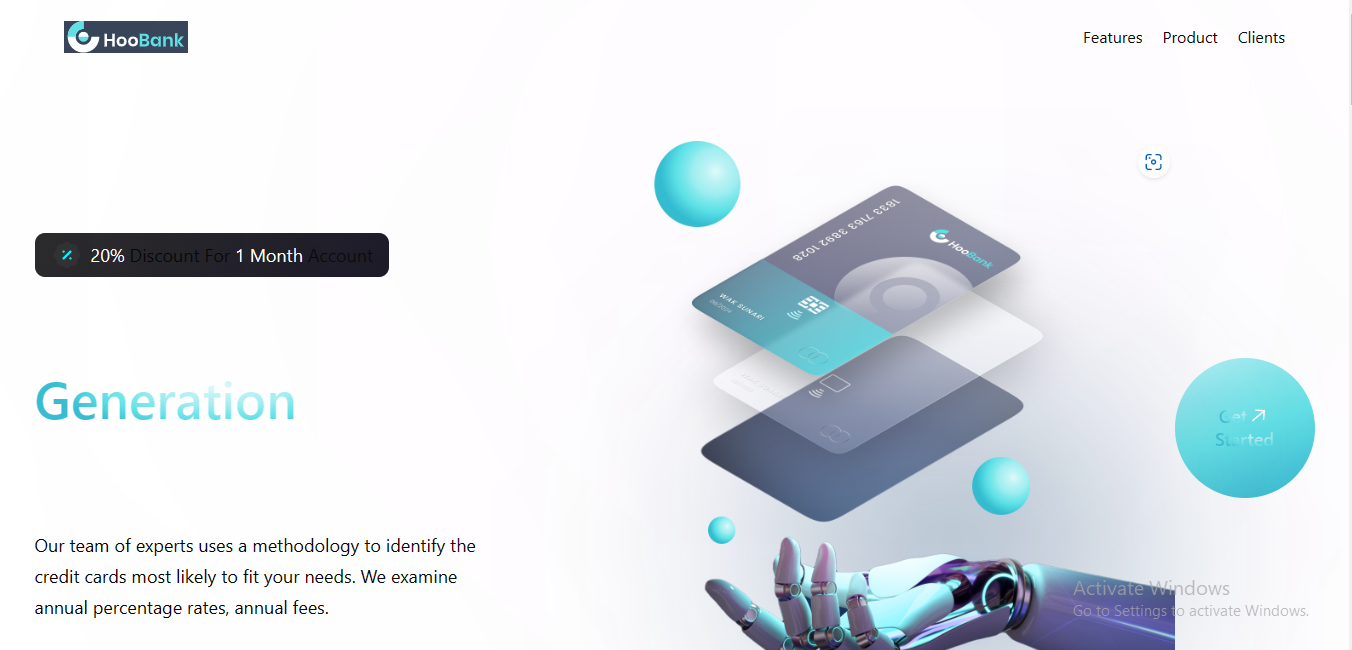 HooBank
Features Product Clients
20% Discount For 1 Month Account
1833 7163 3892 1028
HooBank
WAK SUNARI
Generation
Get
Started
Our team of experts uses a methodology to identify the
credit cards most likely to fit your needs. We examine
annual percentage rates, annual fees.
Activate Windows
Go to Settings to activate Windows.